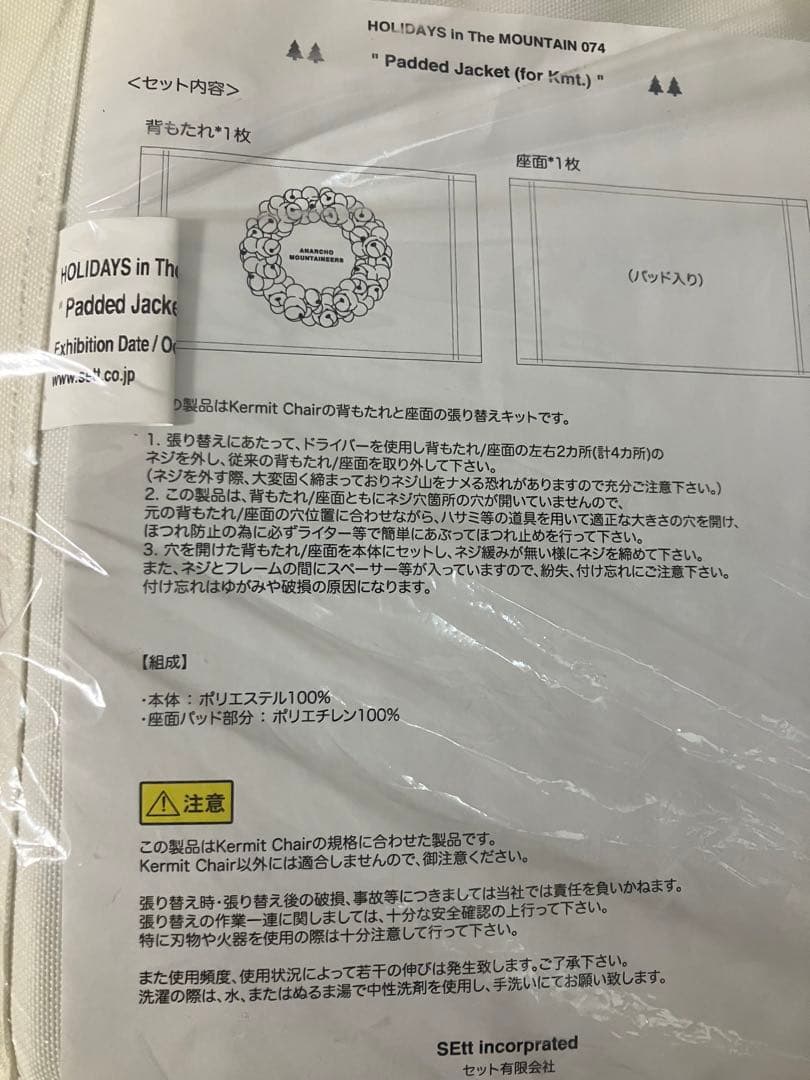 HOLIDAYS in The MOUNTAIN 074
" Padded Jacket (for Kmt.) "
<セット内容>
背もたれ*1枚
座面*1枚
ANARCHO
MOUNTAINEERS
(パッド入り)
HOLIDAYS in The
" Padded Jacke
Exhibition Date / O
www.sett.co.jp
の製品はKermit Chairの背もたれと座面の張り替えキットです。
1. 張り替えにあたって、ドライバーを使用し背もたれ/座面の左右2カ所(計4カ所)の
ネジを外し、従来の背もたれ/座面を取り外して下さい。
(ネジを外す際、大変固く締まっておりネジ山をナメる恐れがありますので充分ご注意下さい。)
2. この製品は、背もたれ/座面ともにネジ穴箇所の穴が開いていませんので、
元の背もたれ/座面の穴位置に合わせながら、ハサミ等の道具を用いて適正な大きさの穴を開け、
ほつれ防止の為に必ずライター等で簡単にあぶってほつれ止めを行って下さい。
3. 穴を開けた背もたれ/座面を本体にセットし、ネジ緩みが無い様にネジを締めて下さい。
また、ネジとフレームの間にスペーサー等が入っていますので、紛失、付け忘れにご注意下さい。
付け忘れはゆがみや破損の原因になります。
【組成】
・本体 : ポリエステル100%
・座面パッド部分 : ポリエチレン100%
注意
この製品はKermit Chairの規格に合わせた製品です。
Kermit Chair以外には適合しませんので、御注意ください。
張り替え時・張り替え後の破損、事故等につきましては当社では責任を負いかねます。
張り替えの作業一連に関しましては、十分な安全確認の上行って下さい。
特に刃物や火器を使用の際は十分注意して行って下さい。
また使用頻度、使用状況によって若干の伸びは発生致します。ご了承下さい。
洗濯の際は、水、またはぬるま湯で中性洗剤を使用し、手洗いにてお願い致します。
SEtt incorprated
セット有限会社